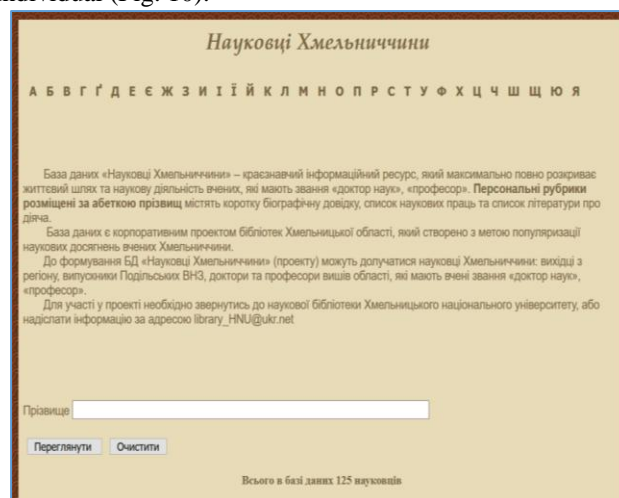 individual (Fig. 10).
Науковці Хмельниччини
А Б В Г Ґ Д Е Є Ж З И І Ї Й К Л М Н О П Р С Т У Ф Х Ц Ч Ш Щ Ю Я
База даних «Науковці Хмельниччини» – краєзнавчий інформаційний ресурс, який максимально повно розкриває
життєвий шлях та наукову діяльність вчених, які мають звання «доктор наук», «професор». Персональні рубрики
розміщені за абеткою прізвищ містять коротку біографічну довідку, список наукових праць та список літератури про
діяча.
База даних є корпоративним проектом бібліотек Хмельницької області, який створено з метою популяризації
наукових досягнень вчених Хмельниччини.
До формування БД «Науковці Хмельниччини» (проекту) можуть долучатися науковці Хмельниччини: вихідці з
регіону, випускники Подільських ВНЗ, доктори та професори вишів області, які мають вчені звання «доктор наук»,
«професор».
Для участі у проекті необхідно звернутись до наукової бібліотеки Хмельницького національного університету, або
надіслати інформацію за адресою library_HNU@ukr.net
Прізвище
Переглянути Очистити
Всього в базі даних 125 науковців